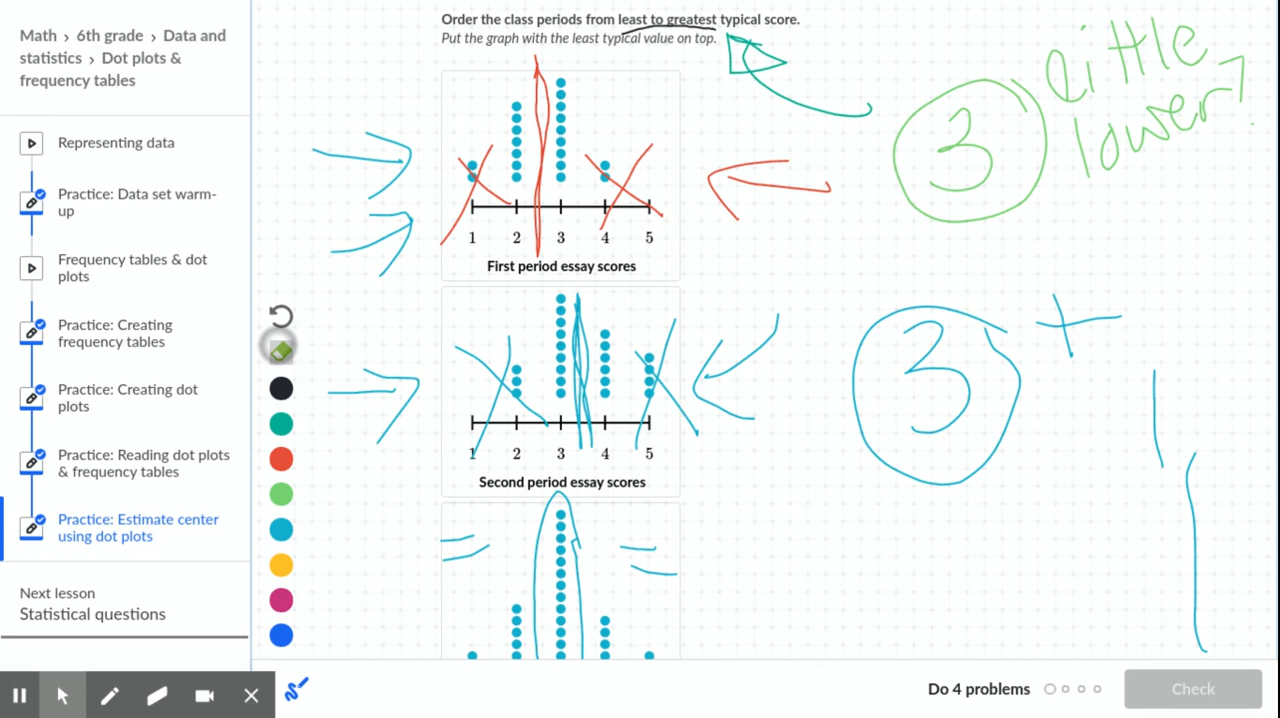 Math > 6th grade > Data and
statistics > Dot plots &
frequency tables
Representing data
Practice: Data set warm-
up
Frequency tables & dot
plots
Practice: Creating
frequency tables
Practice: Creating dot
plots
Practice: Reading dot plots
& frequency tables
Practice: Estimate center
using dot plots
Next lesson
Statistical questions
Order the class periods from least to greatest typical score.
Put the graph with the least typical value on top.
1 2 3 4 5
First period essay scores
1 2 3 4 5
Second period essay scores
3
little
lower?
3 +
Do 4 problems
Check